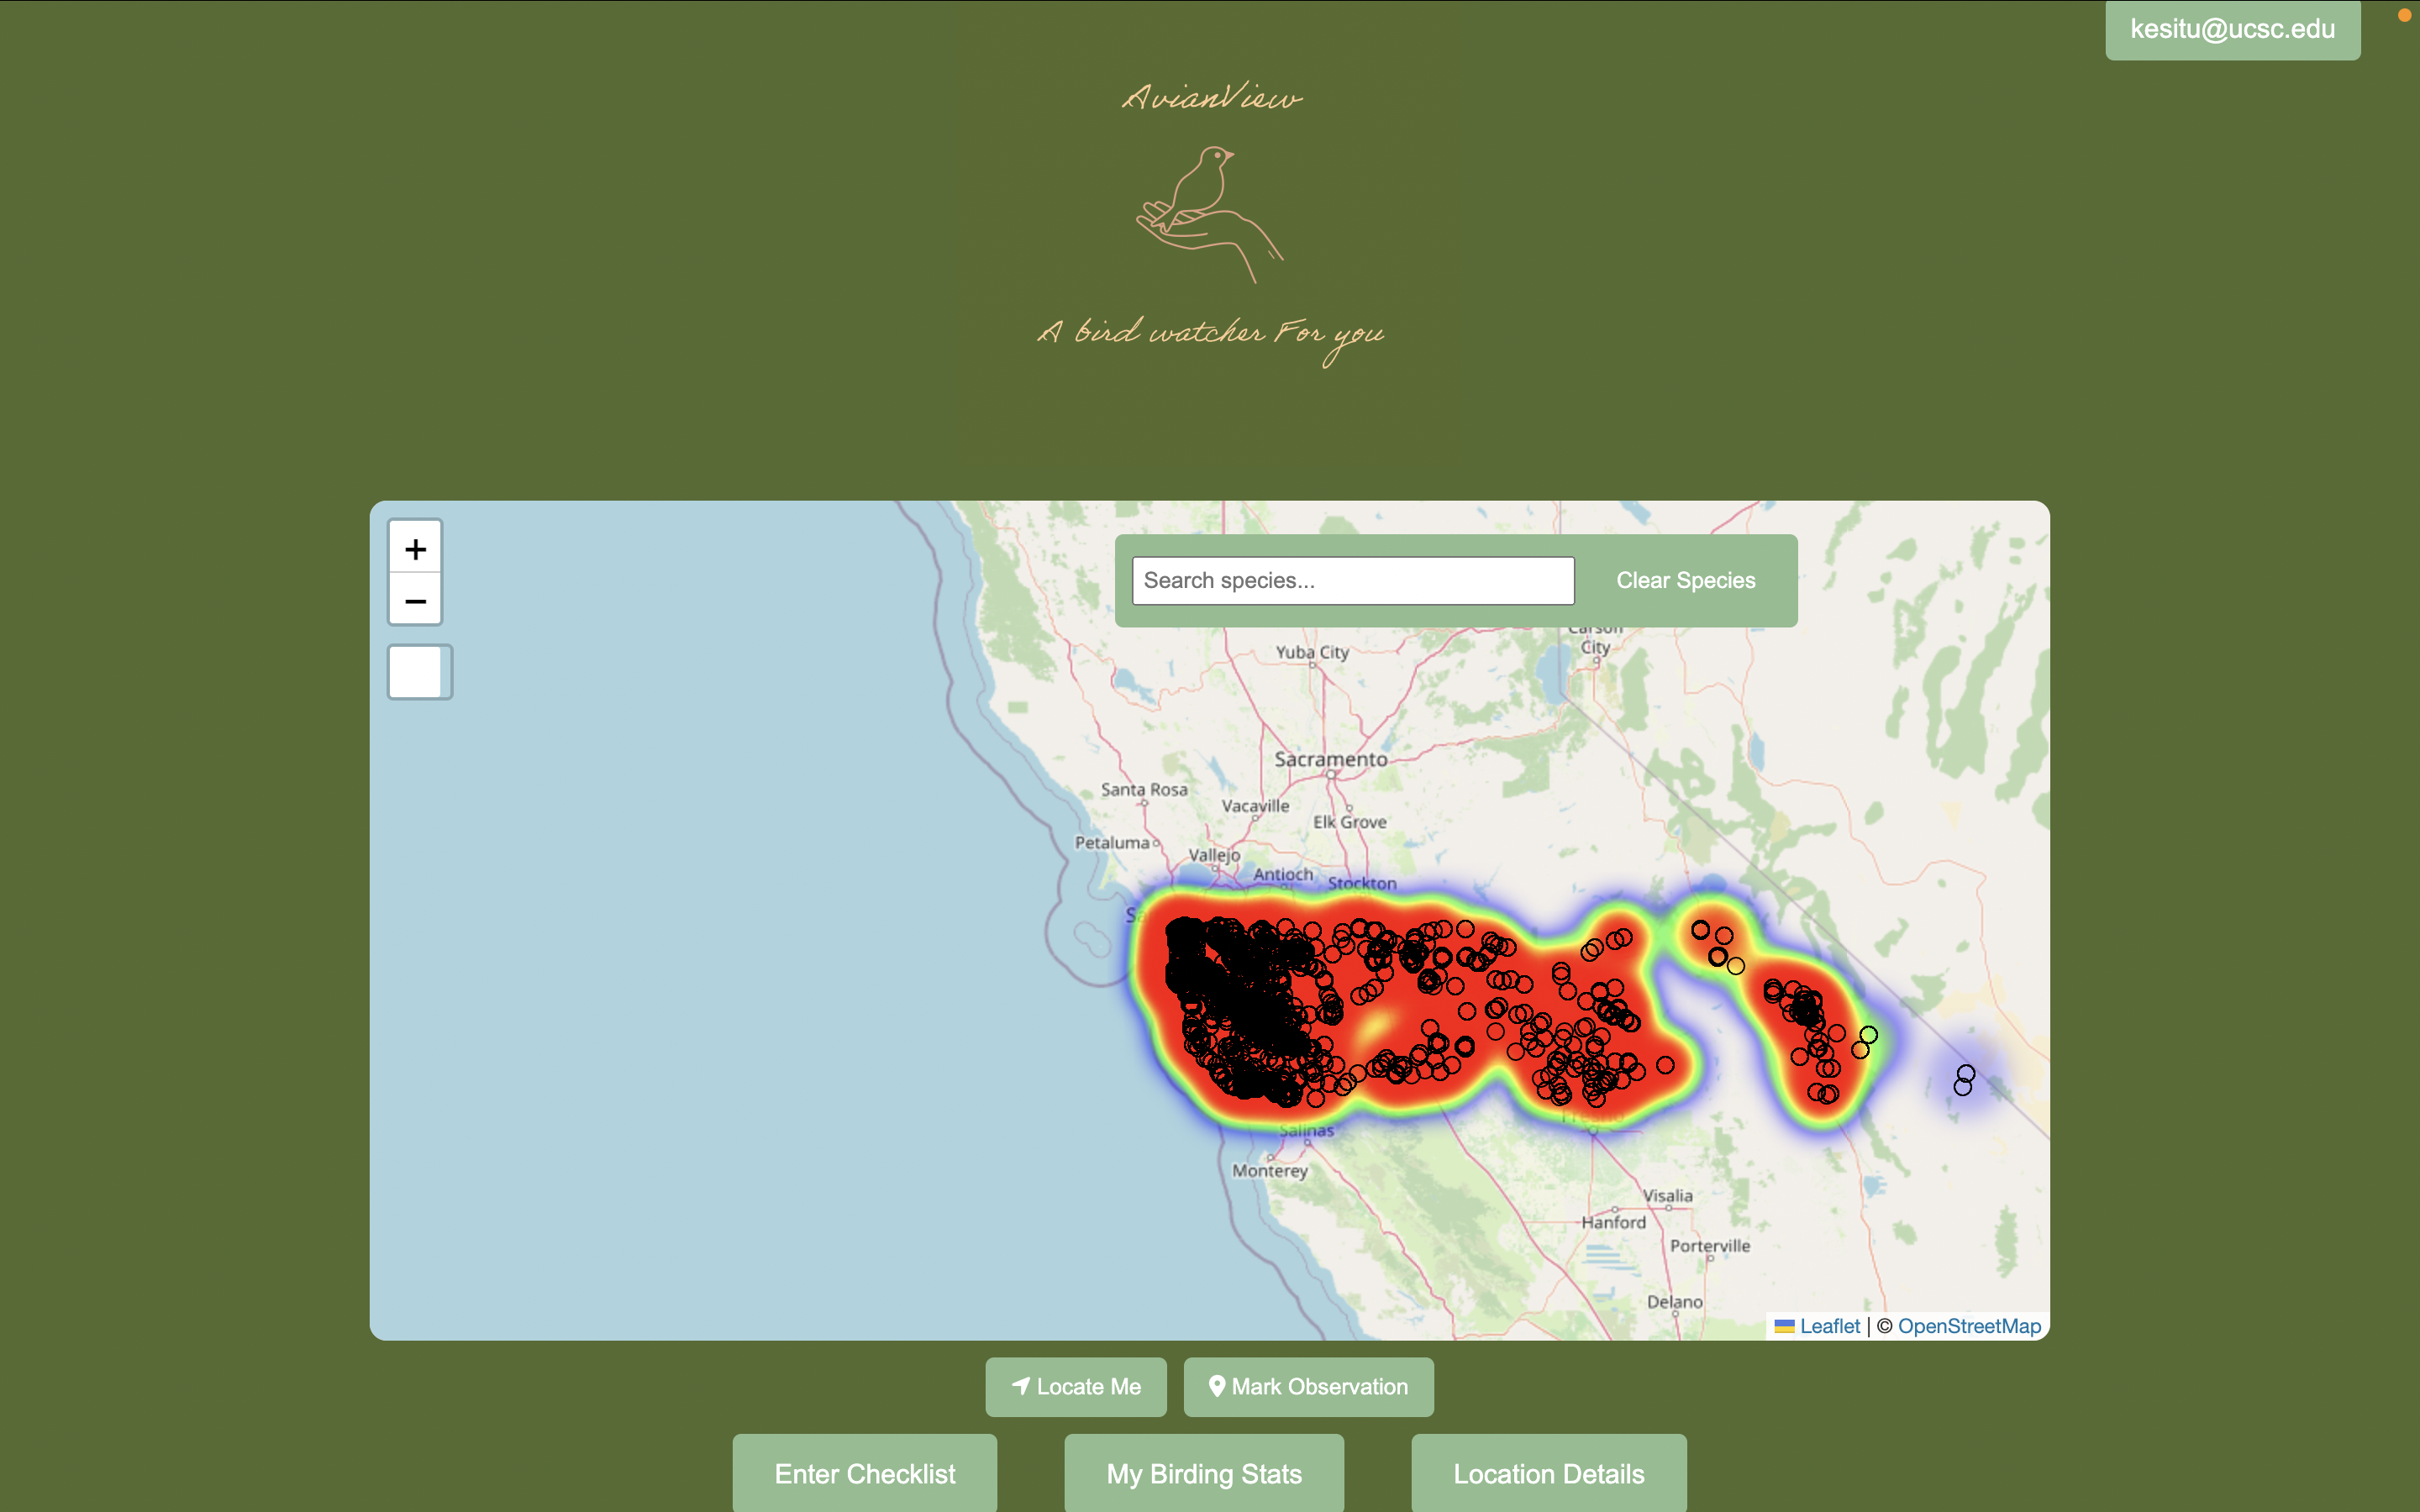 kesitu@ucsc.edu
AvianView
A bird watcher For you
+
Search species...
Clear Species
−
City
Yuba City
Sacramento
Santa Rosa
Vacaville
Elk Grove
Petaluma
Vallejo
Antioch
Stockton
Salinas
Monterey
Visalia
Hanford
Porterville
Delano
Leaflet | © OpenStreetMap
Locate Me
Mark Observation
Enter Checklist
My Birding Stats
Location Details